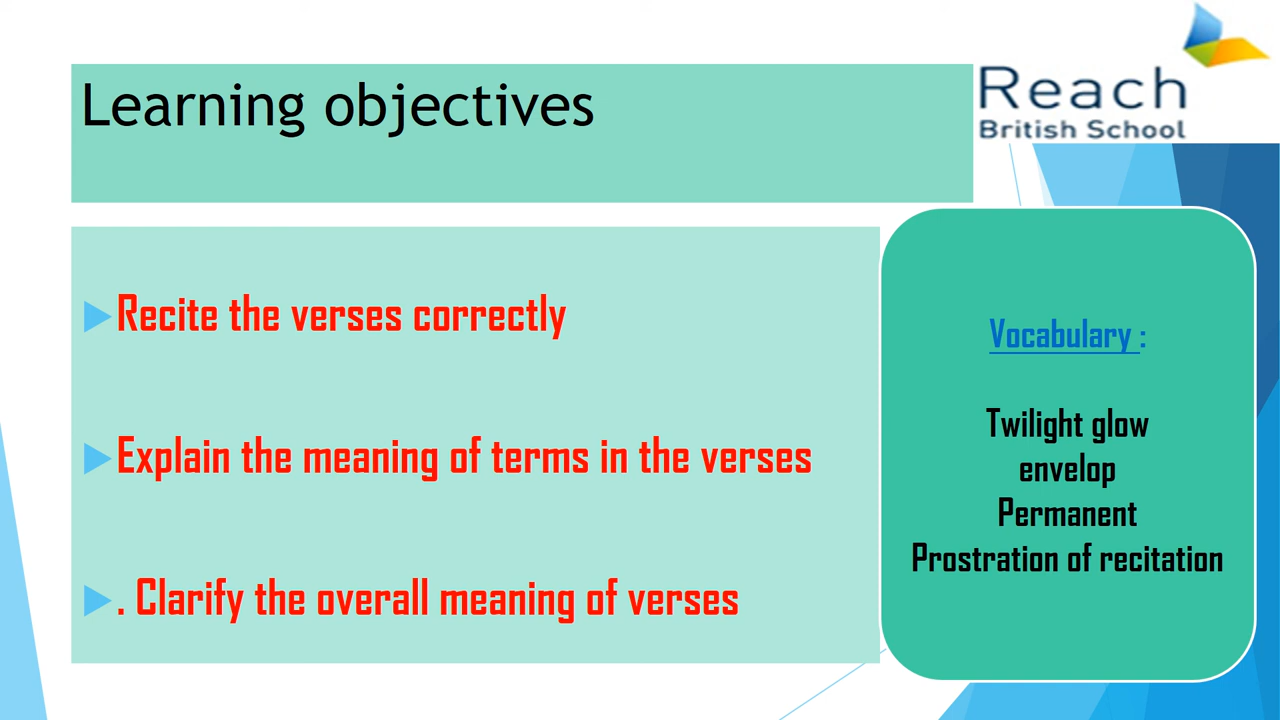 Learning objectives
Reach
British School
Recite the verses correctly
Explain the meaning of terms in the verses
. Clarify the overall meaning of verses
Vocabulary :
Twilight glow
envelop
Permanent
Prostration of recitation